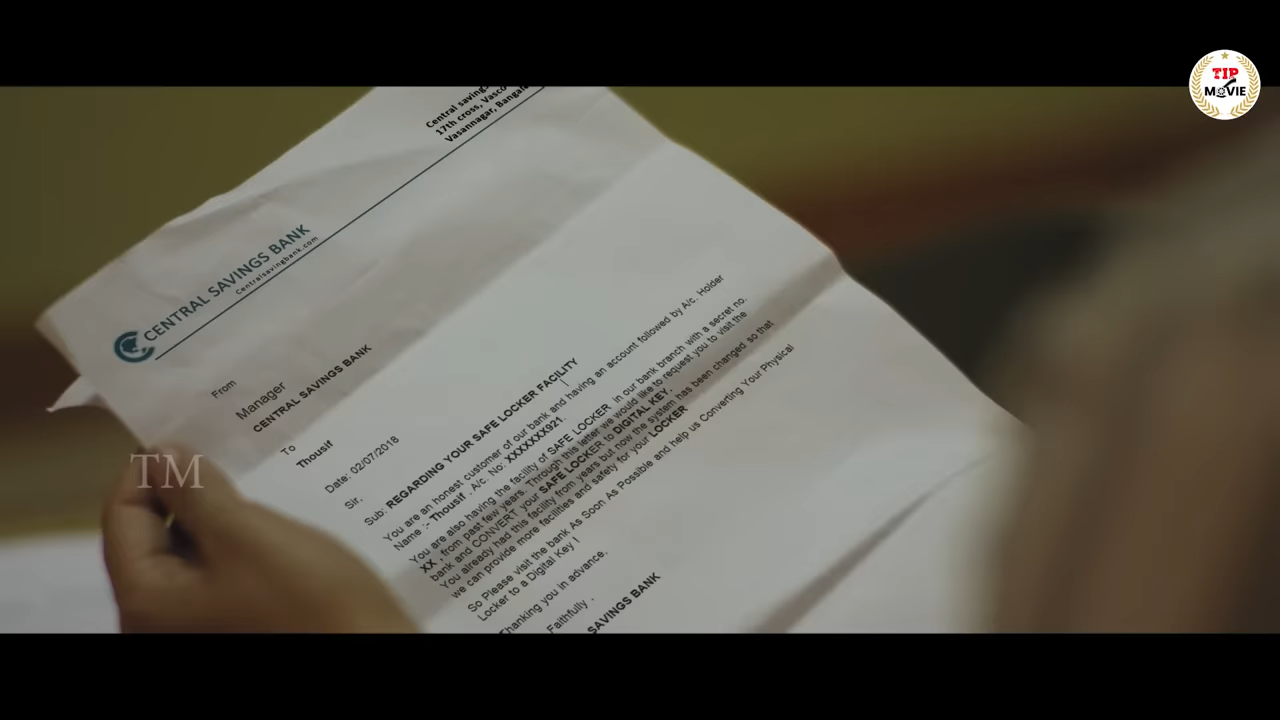 TIP
MOVIE
Central saving
17th cross, Vasco
Vasannagar, Bangal
CENTRAL SAVINGS BANK
Centralsavingbank.com
From
Manager
CENTRAL SAVINGS BANK
To
Thousif
Date: 02/07/2018
Sir,
Sub: REGARDING YOUR SAFE LOCKER FACILITY
You are an honest customer of our bank and having an account followed by A/c. Holder
Name :- Thousif , A/c. No: XXXXXXX921.
You are also having the facility of SAFE LOCKER in our bank branch with a secret no.
XX , from past few years. Through this letter we would like to request you to visit the
bank and CONVERT your SAFE LOCKER to DIGITAL KEY.
You already had this facility from years but now the system has been changed so that
we can provide more facilities and safety for your LOCKER
So Please visit the bank As Soon As Possible and help us Converting Your Physical
Locker to a Digital Key !
Thanking you in advance.
Faithfully .
SAVINGS BANK
TM